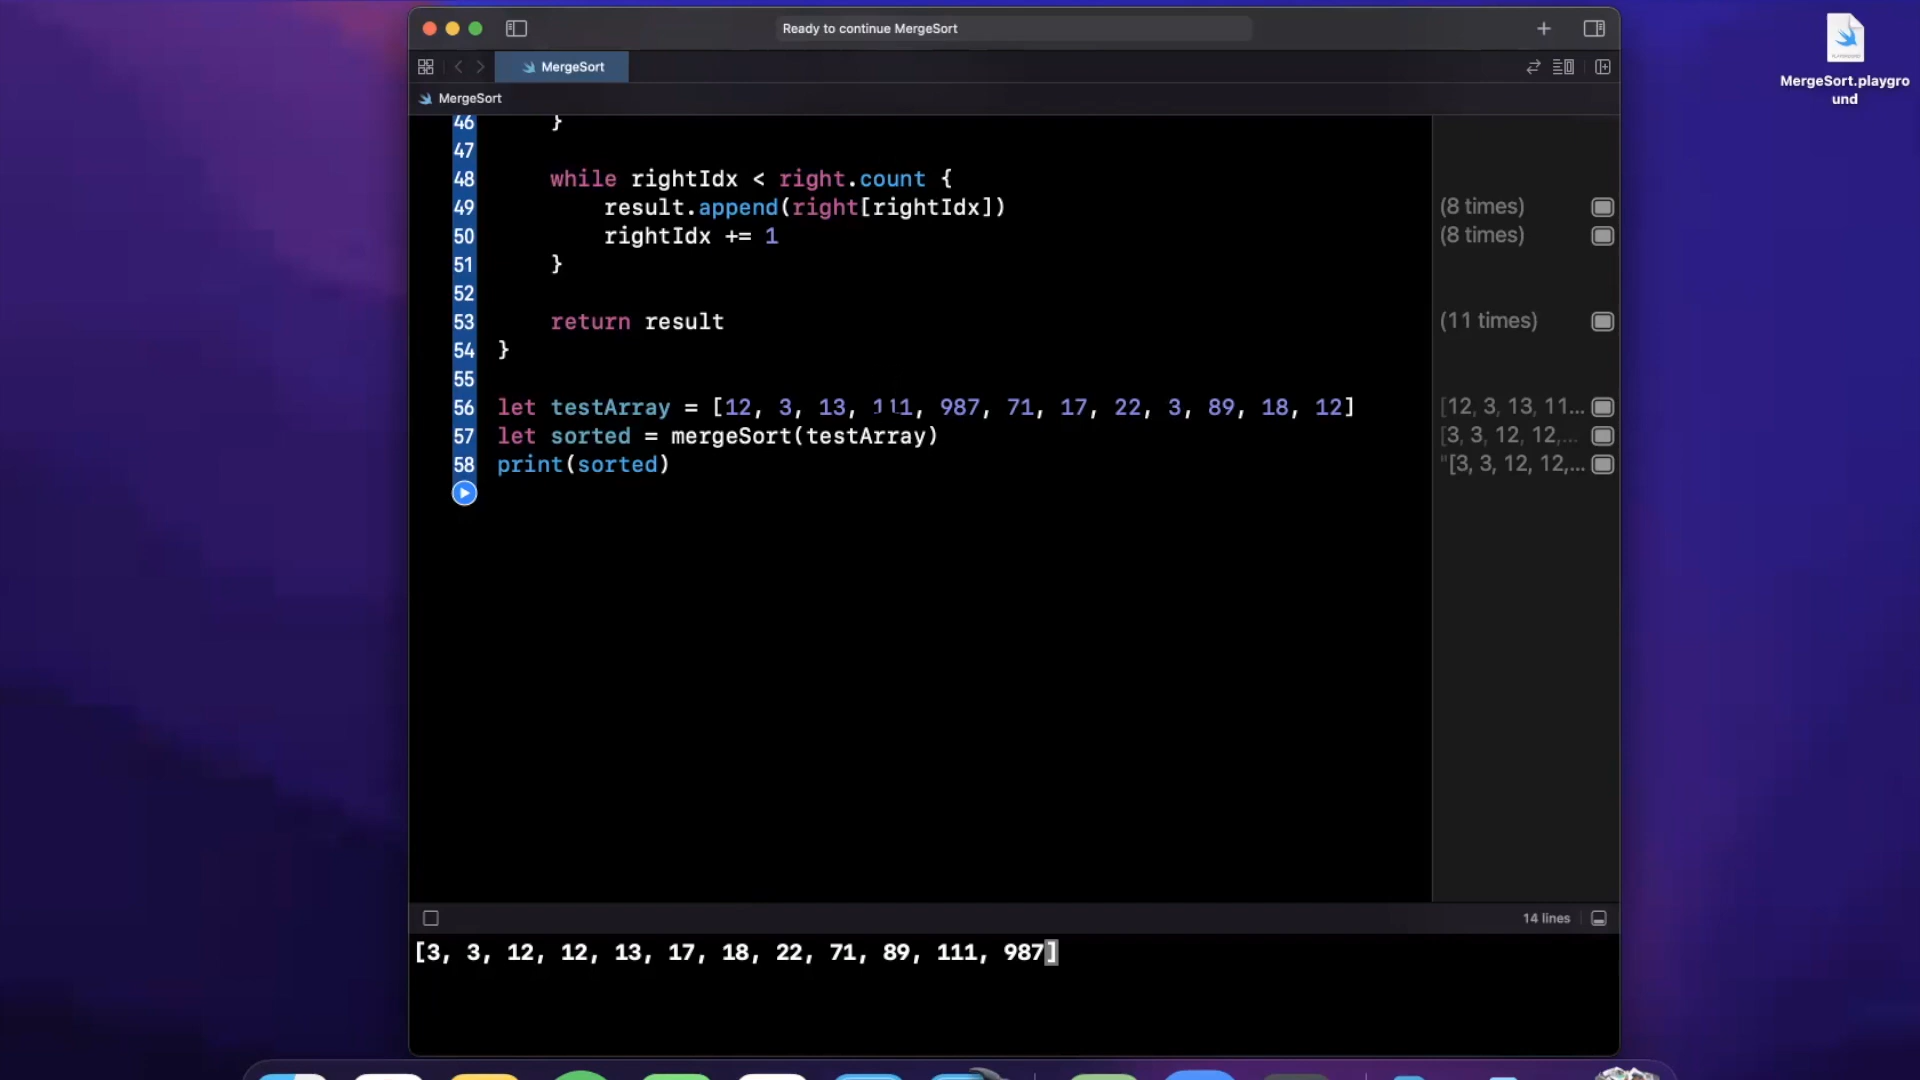 Ready to continue MergeSort
MergeSort.playgro
und
MergeSort
MergeSort
46 }
47
48 while rightIdx < right.count {
49 result.append(right[rightIdx]) (8 times)
50 rightIdx += 1 (8 times)
51 }
52
53 return result (11 times)
54 }
55
56 let testArray = [12, 3, 13, 111, 987, 71, 17, 22, 3, 89, 18, 12] [12, 3, 13, 11...
57 let sorted = mergeSort(testArray) [3, 3, 12, 12,...
58 print(sorted) "[3, 3, 12, 12,...
14 lines
[3, 3, 12, 12, 13, 17, 18, 22, 71, 89, 111, 987]